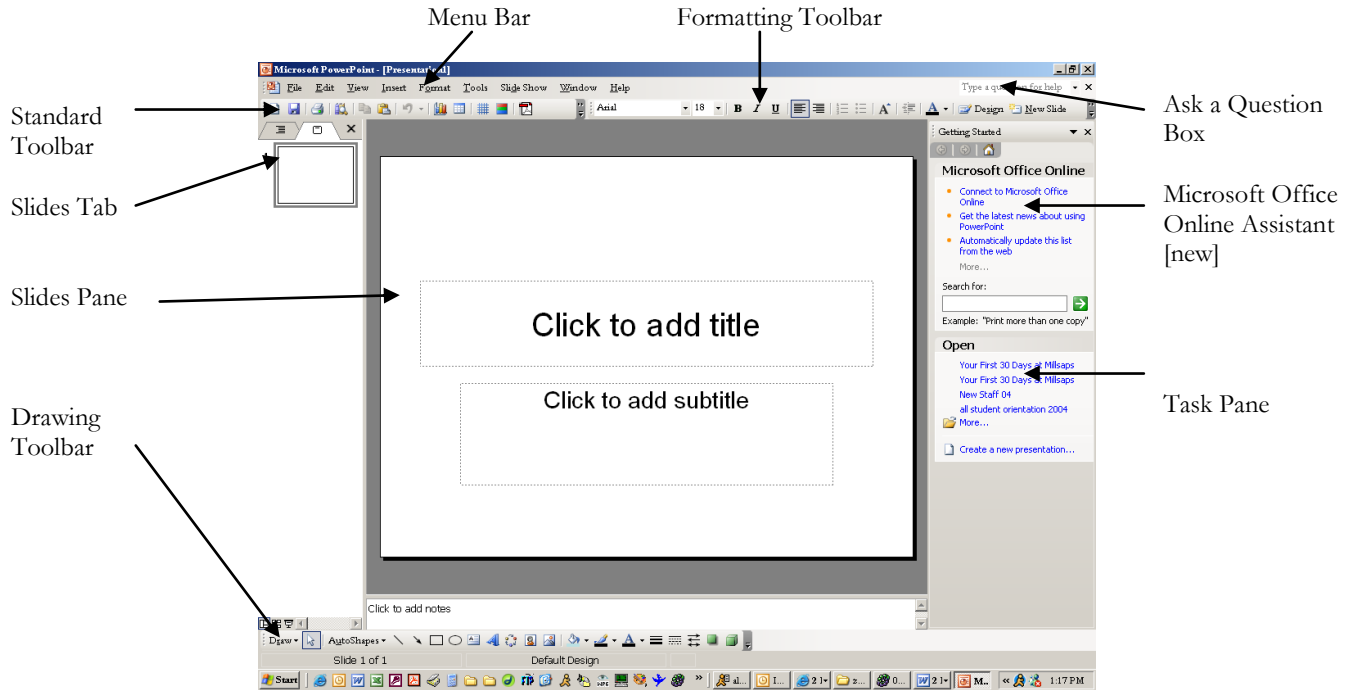 Menu Bar
Formatting Toolbar
Microsoft PowerPoint - [Presentation1]
File Edit View Insert Format Tools Slide Show Window Help
Type a question for help
Standard
Toolbar
Arial
18
B I U
Design
New Slide
Ask a Question
Box
Getting Started
Microsoft Office Online
Connect to Microsoft Office
Online
Get the latest news about using
PowerPoint
Automatically update this list
from the web
More...
Microsoft Office
Online Assistant
[new]
Slides Tab
Slides Pane
Search for:
Example: "Print more than one copy"
Click to add title
Open
Your First 30 Days at Millsaps
Your First 30 Days at Millsaps
New Staff 04
all student orientation 2004
More...
Create a new presentation...
Task Pane
Click to add subtitle
Drawing
Toolbar
Click to add notes
Draw
AutoShapes
Slide 1 of 1
Default Design
Start
1:17 PM